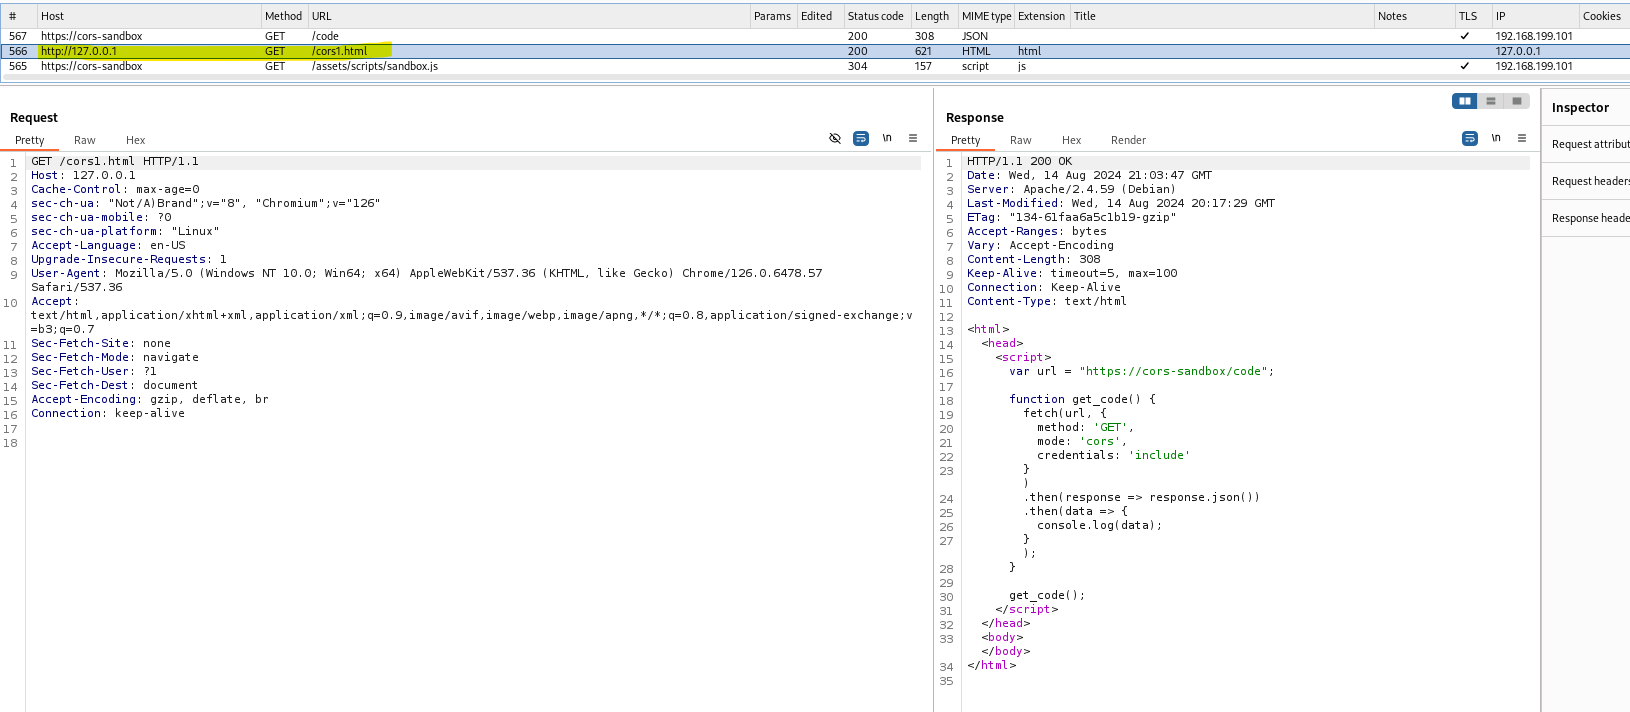 # Host Method URL Params Edited Status code Length MIME type Extension Title Notes TLS IP Cookies
567 https://cors-sandbox GET /code 200 308 JSON ✓ 192.168.199.101
566 http://127.0.0.1 GET /cors1.html 200 621 HTML html 127.0.0.1
565 https://cors-sandbox GET /assets/scripts/sandbox.js 304 157 script js ✓ 192.168.199.101
Request
Pretty Raw Hex
\n
1 GET /cors1.html HTTP/1.1
2 Host: 127.0.0.1
3 Cache-Control: max-age=0
4 sec-ch-ua: "Not/A)Brand";v="8", "Chromium";v="126"
5 sec-ch-ua-mobile: ?0
6 sec-ch-ua-platform: "Linux"
7 Accept-Language: en-US
8 Upgrade-Insecure-Requests: 1
9 User-Agent: Mozilla/5.0 (Windows NT 10.0; Win64; x64) AppleWebKit/537.36 (KHTML, like Gecko) Chrome/126.0.6478.57
Safari/537.36
10 Accept:
text/html,application/xhtml+xml,application/xml;q=0.9,image/avif,image/webp,image/apng,*/*;q=0.8,application/signed-exchange;v
=b3;q=0.7
11 Sec-Fetch-Site: none
12 Sec-Fetch-Mode: navigate
13 Sec-Fetch-User: ?1
14 Sec-Fetch-Dest: document
15 Accept-Encoding: gzip, deflate, br
16 Connection: keep-alive
17
18
Response
Pretty Raw Hex Render
\n
1 HTTP/1.1 200 OK
2 Date: Wed, 14 Aug 2024 21:03:47 GMT
3 Server: Apache/2.4.59 (Debian)
4 Last-Modified: Wed, 14 Aug 2024 20:17:29 GMT
5 ETag: "134-61faa6a5c1b19-gzip"
6 Accept-Ranges: bytes
7 Vary: Accept-Encoding
8 Content-Length: 308
9 Keep-Alive: timeout=5, max=100
10 Connection: Keep-Alive
11 Content-Type: text/html
12
13 <html>
14 <head>
15 <script>
16 var url = "https://cors-sandbox/code";
17
18 function get_code() {
19 fetch(url, {
20 method: 'GET',
21 mode: 'cors',
22 credentials: 'include'
23 }
)
24 .then(response => response.json())
25 .then(data => {
26 console.log(data);
27 }
);
28 }
29
30 get_code();
31 </script>
32 </head>
33 <body>
</body>
34 </html>
35
Inspector
Request attribut
Request headers
Response heade